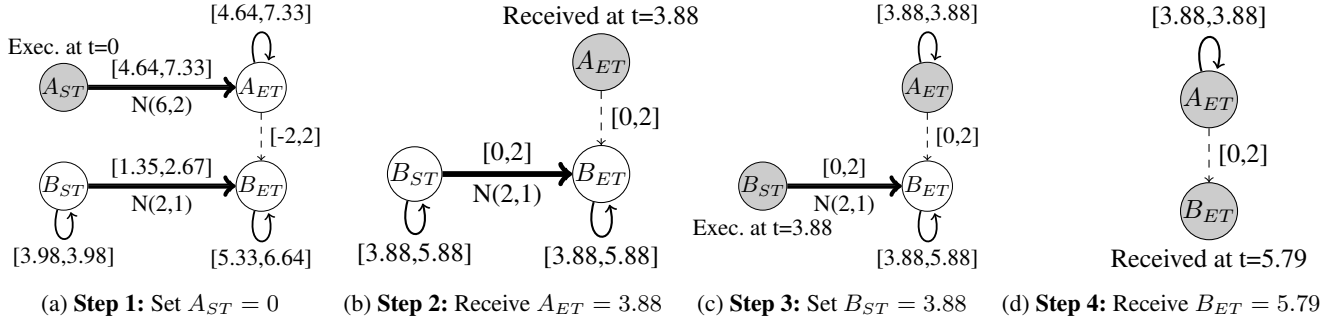 [4.64,7.33]
Exec. at t=0
[4.64,7.33]
A_ST
A_ET
N(6,2)
[-2,2]
[1.35,2.67]
B_ST
B_ET
N(2,1)
[3.98,3.98]
[5.33,6.64]
(a) Step 1: Set A_ST = 0
Received at t=3.88
A_ET
[0,2]
[0,2]
B_ST
B_ET
N(2,1)
[3.88,5.88]
[3.88,5.88]
(b) Step 2: Receive A_ET = 3.88
[3.88,3.88]
A_ET
[0,2]
[0,2]
B_ST
B_ET
N(2,1)
Exec. at t=3.88
[3.88,5.88]
(c) Step 3: Set B_ST = 3.88
[3.88,3.88]
A_ET
[0,2]
B_ET
Received at t=5.79
(d) Step 4: Receive B_ET = 5.79